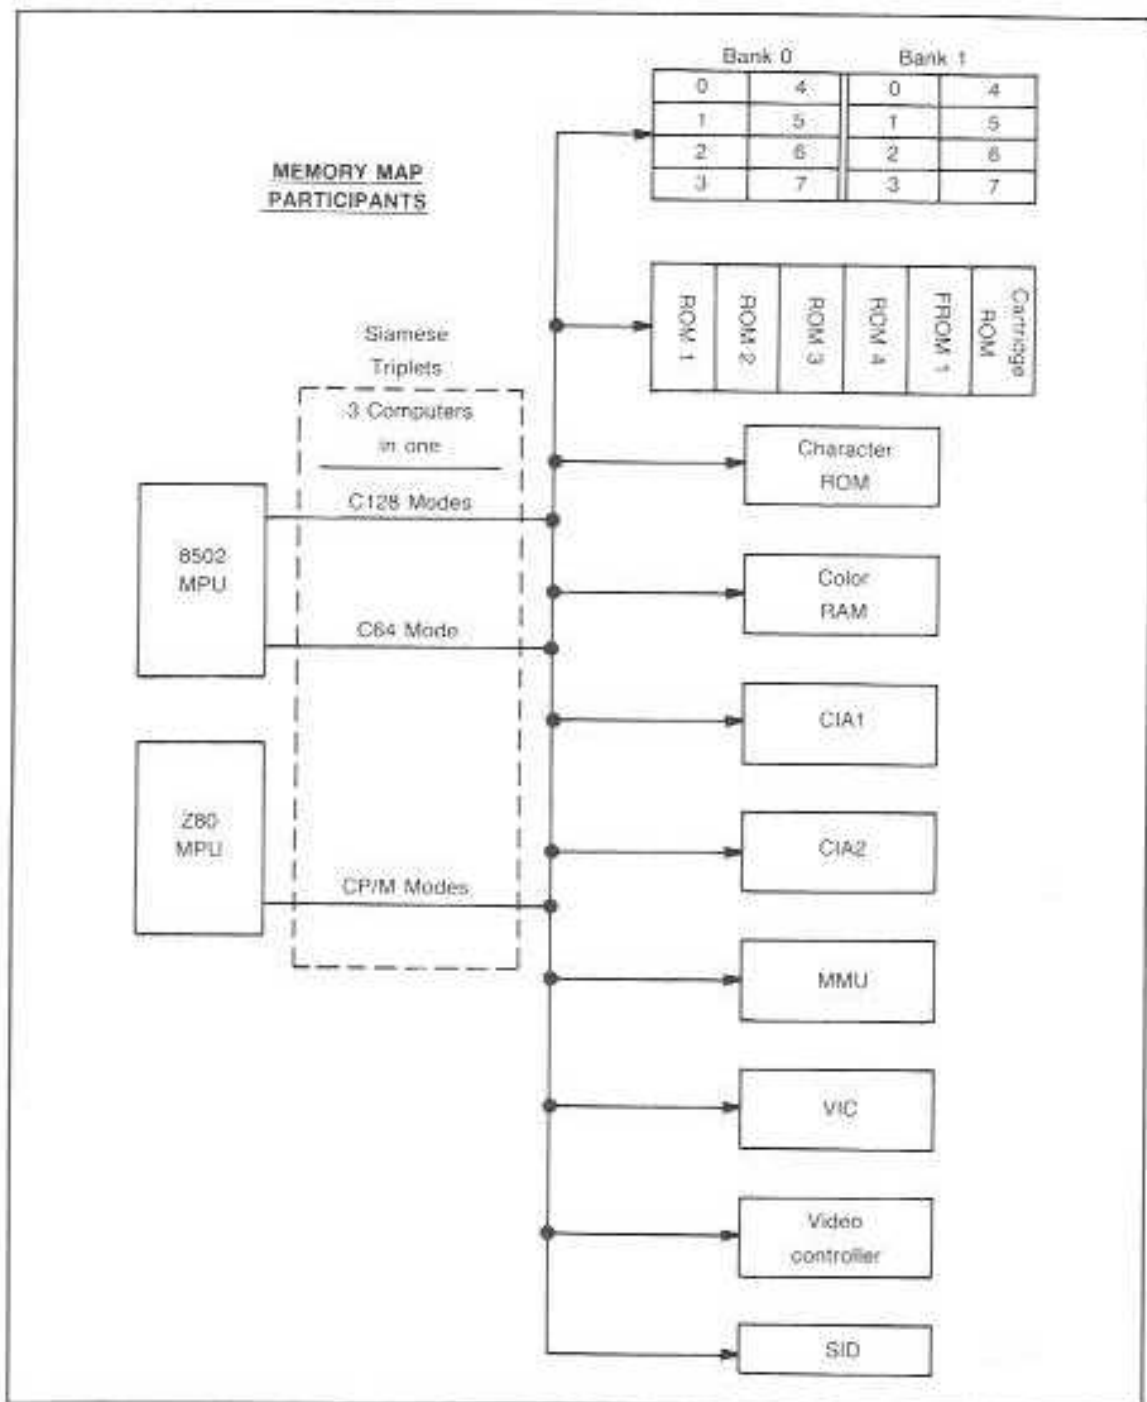 Bank 0 Bank 1
0 4 0 4
1 5 1 5
2 6 2 6
3 7 3 7
MEMORY MAP
PARTICIPANTS
ROM 1
ROM 2
ROM 3
ROM 4
FROM 1
Cartridge
ROM
Siamese
Triplets
3 Computers
in one
C128 Modes
C64 Mode
CP/M Modes
8502
MPU
Z80
MPU
Character
ROM
Color
RAM
CIA1
CIA2
MMU
VIC
Video
controller
SID